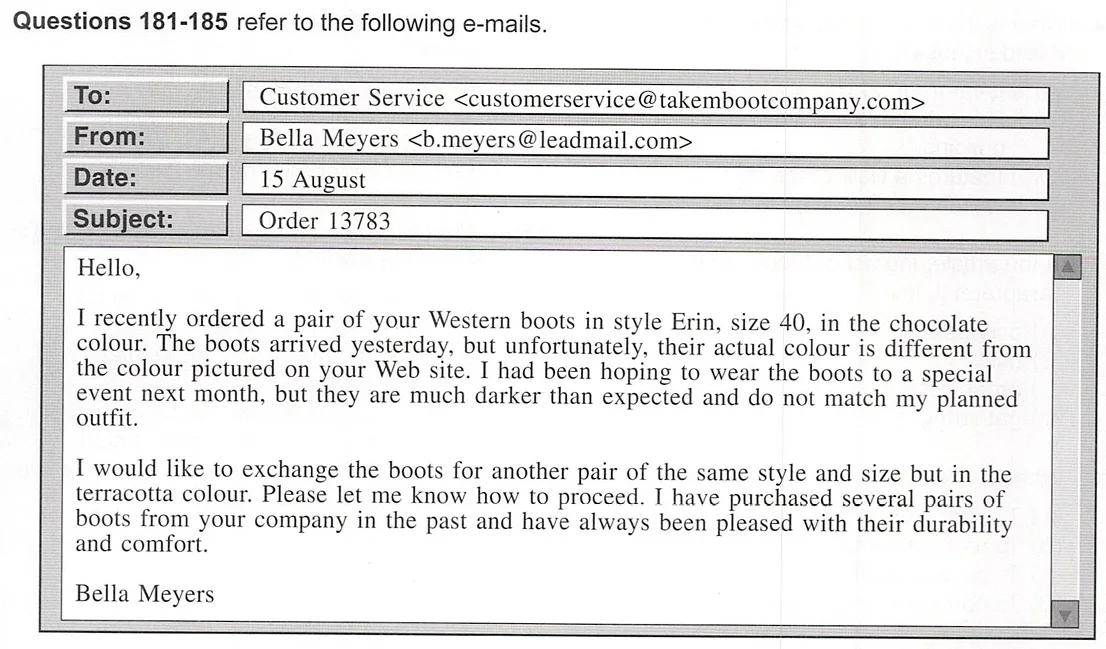 Questions 181-185 refer to the following e-mails.
To: Customer Service <customerservice@takembootcompany.com>
From: Bella Meyers <b.meyers@leadmail.com>
Date: 15 August
Subject: Order 13783
Hello,
I recently ordered a pair of your Western boots in style Erin, size 40, in the chocolate
colour. The boots arrived yesterday, but unfortunately, their actual colour is different from
the colour pictured on your Web site. I had been hoping to wear the boots to a special
event next month, but they are much darker than expected and do not match my planned
outfit.
I would like to exchange the boots for another pair of the same style and size but in the
terracotta colour. Please let me know how to proceed. I have purchased several pairs of
boots from your company in the past and have always been pleased with their durability
and comfort.
Bella Meyers